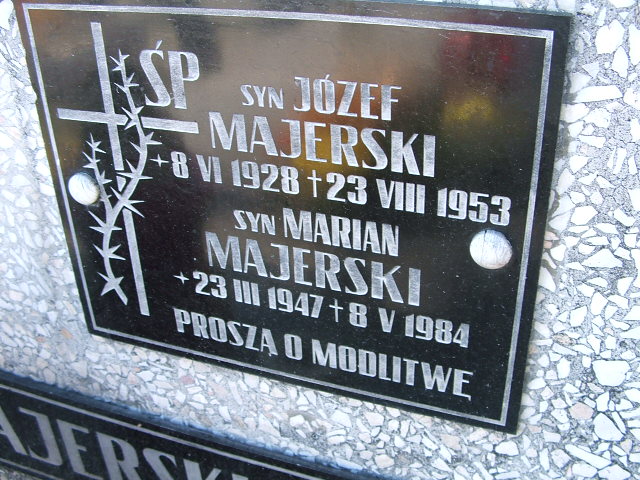 ŚP
SYN JÓZEF
MAJERSKI
+8 VI 1928 †23 VIII 1953
SYN MARIAN
MAJERSKI
+23 III 1947 †8 V 1984
PROSZĄ O MODLITWĘ
AJERSKI